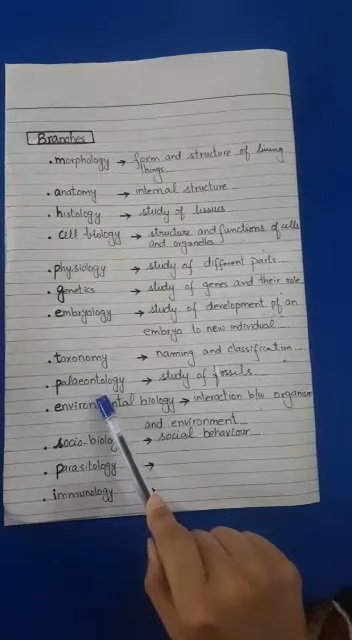 Branches
• morphology → form and structure of living
things
• anatomy → internal structure
• histology → study of tissues
• cell biology → structure and functions of cells
and organelles
• physiology → study of different parts
• genetics → study of genes and their role
• embryology → study of development of an
embryo to new individual
• taxonomy → naming and classification
• palaeontology → study of fossils
• environmental biology → interaction b/w organism
and environment
• socio-biology → social behaviour
• parasitology →
• immunology